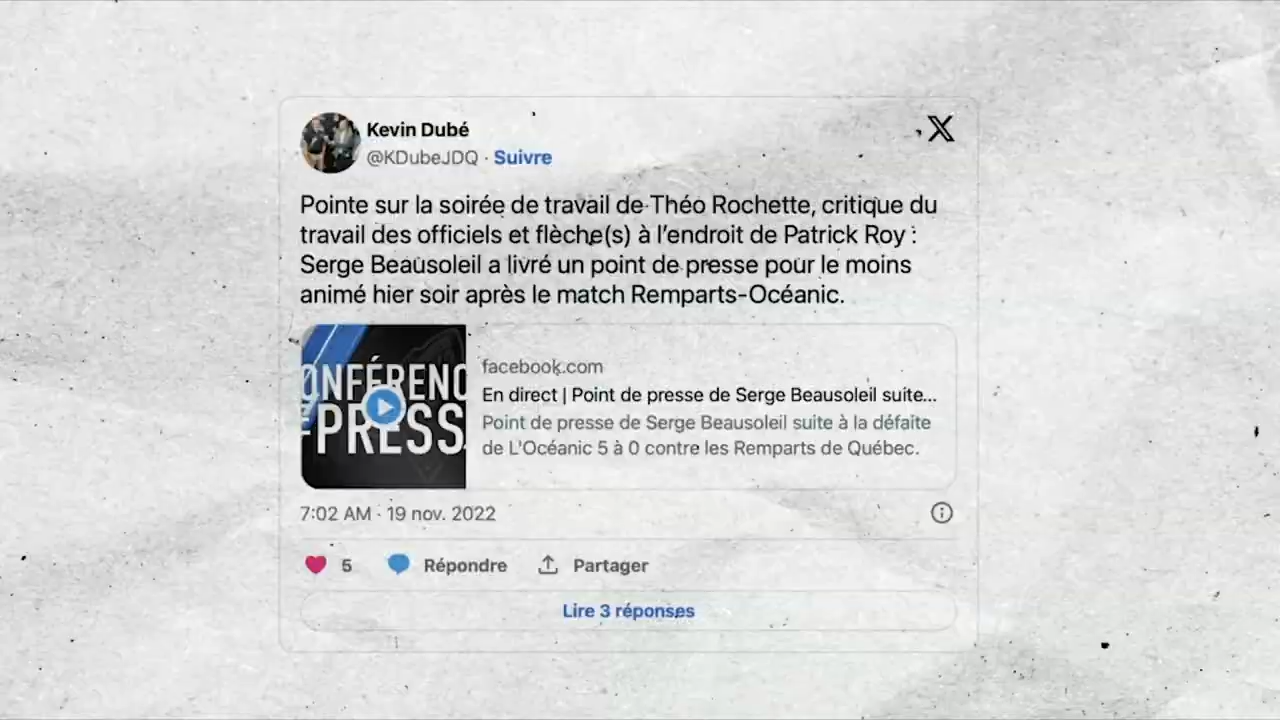 Kevin Dubé
@KDubeJDQ · Suivre
Pointe sur la soirée de travail de Théo Rochette, critique du
travail des officiels et flèche(s) à l’endroit de Patrick Roy :
Serge Beausoleil a livré un point de presse pour le moins
animé hier soir après le match Remparts-Océanic.
ONFÉRENC
PRESS
facebook.com
En direct | Point de presse de Serge Beausoleil suite...
Point de presse de Serge Beausoleil suite à la défaite
de L'Océanic 5 à 0 contre les Remparts de Québec.
7:02 AM · 19 nov. 2022
5 Répondre Partager
Lire 3 réponses